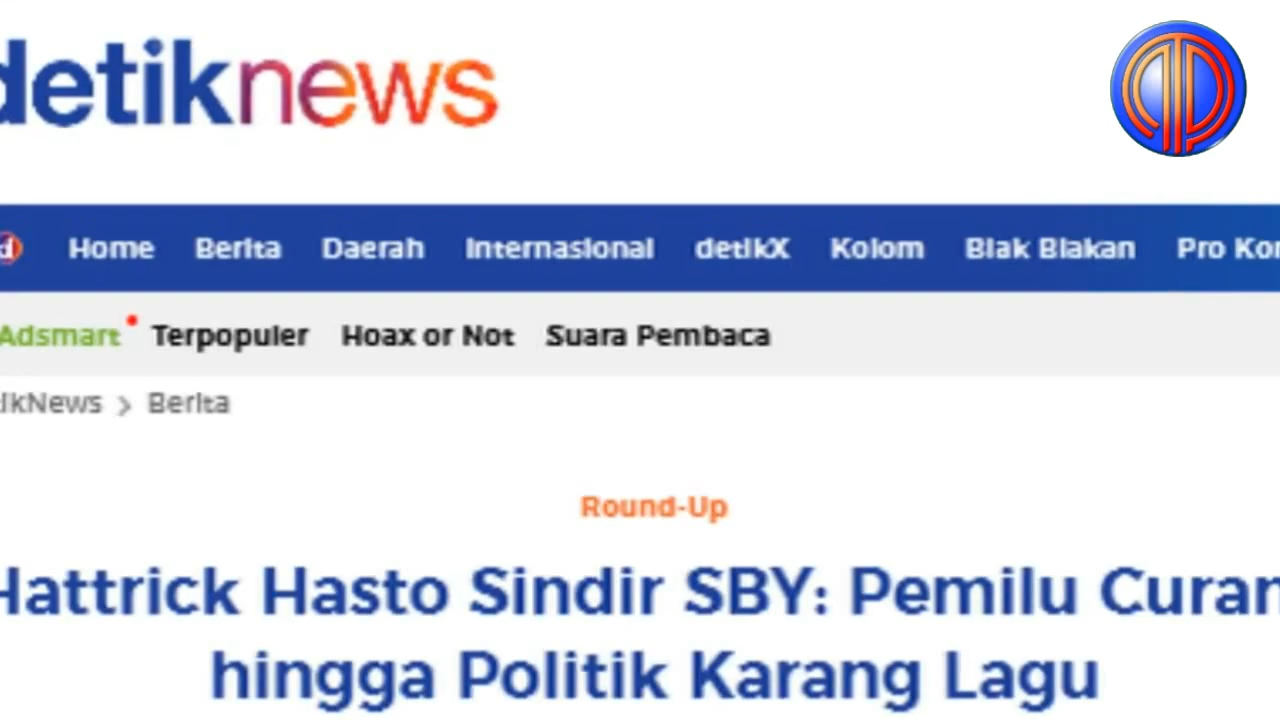 detiknews
d Home Berita Daerah Internasional detikX Kolom Blak Blakan Pro Kon
Adsmart Terpopuler Hoax or Not Suara Pembaca
ikNews > Berita
Round-Up
Hattrick Hasto Sindir SBY: Pemilu Curan
hingga Politik Karang Lagu